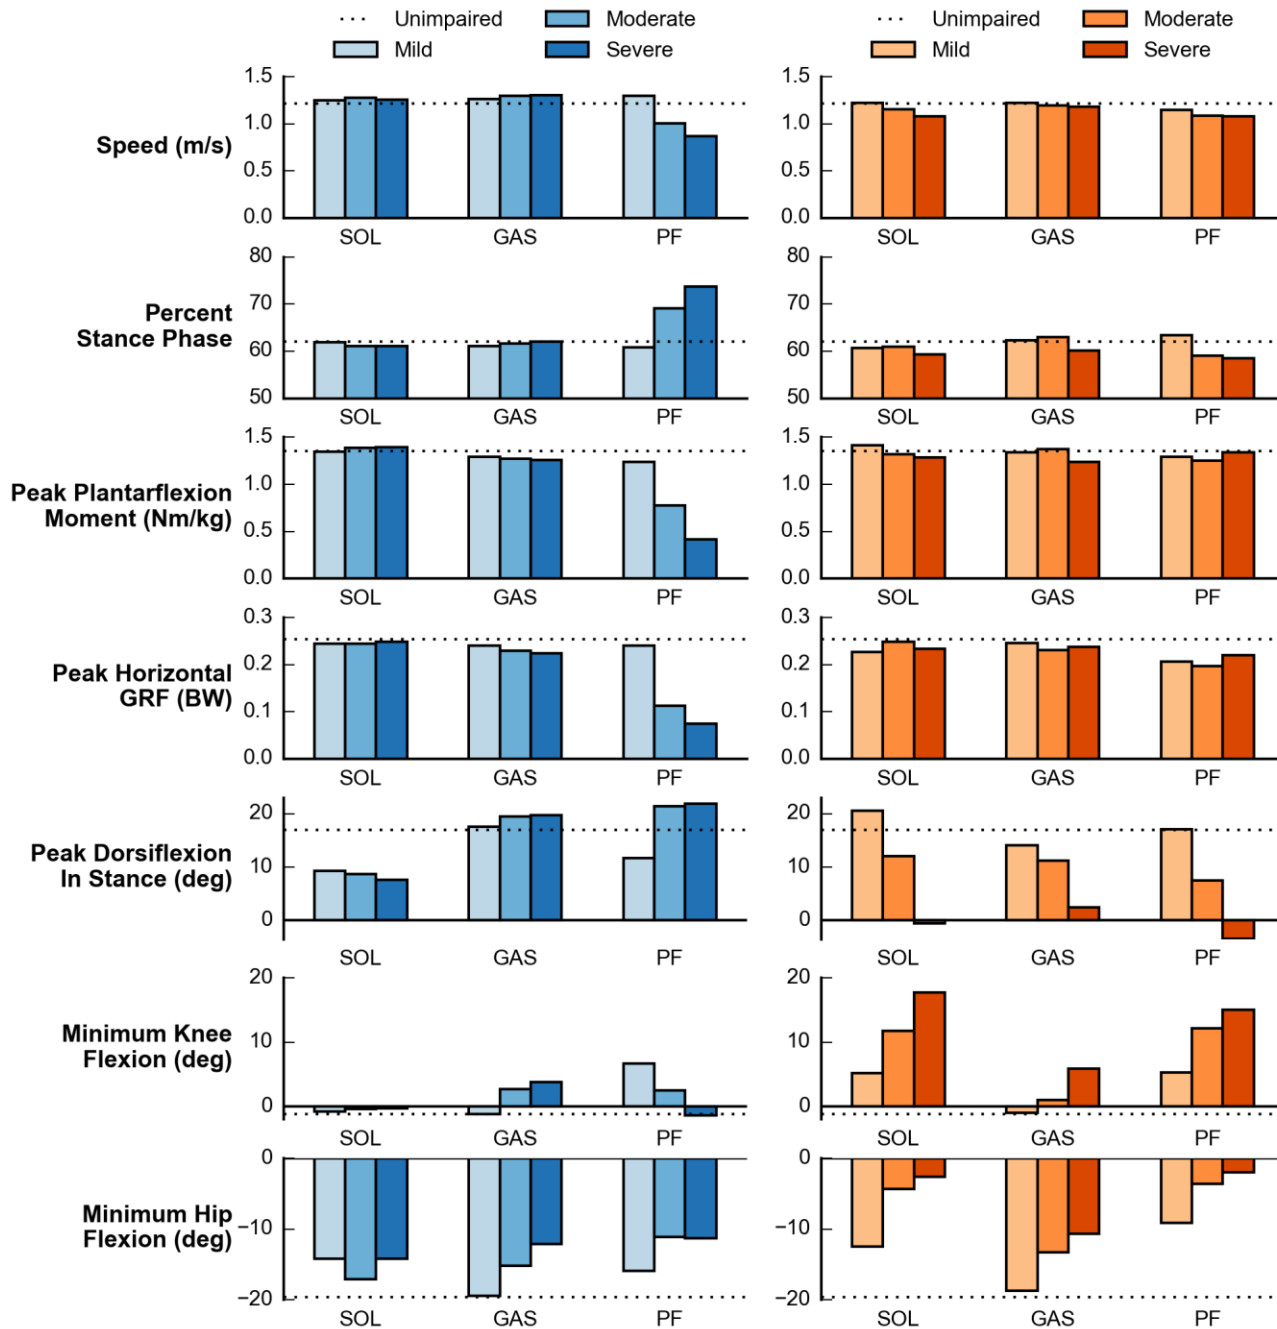 Unimpaired Moderate Unimpaired Moderate
Mild Severe Mild Severe
1.5 1.5
1.0 1.0
Speed (m/s)
0.5 0.5
0.0 0.0
SOL GAS PF SOL GAS PF
80 80
70 70
Percent
Stance Phase
60 60
50 50
SOL GAS PF SOL GAS PF
1.5 1.5
1.0 1.0
Peak Plantarflexion
Moment (Nm/kg)
0.5 0.5
0.0 0.0
SOL GAS PF SOL GAS PF
0.3 0.3
0.2 0.2
Peak Horizontal
GRF (BW)
0.1 0.1
0.0 0.0
SOL GAS PF SOL GAS PF
20 20
Peak Dorsiflexion
In Stance (deg)
10 10
0 0
SOL GAS PF SOL GAS PF
20 20
Minimum Knee
Flexion (deg)
10 10
0 0
SOL GAS PF SOL GAS PF
0 0
Minimum Hip
Flexion (deg)
−10 −10
−20 −20
SOL GAS PF SOL GAS PF